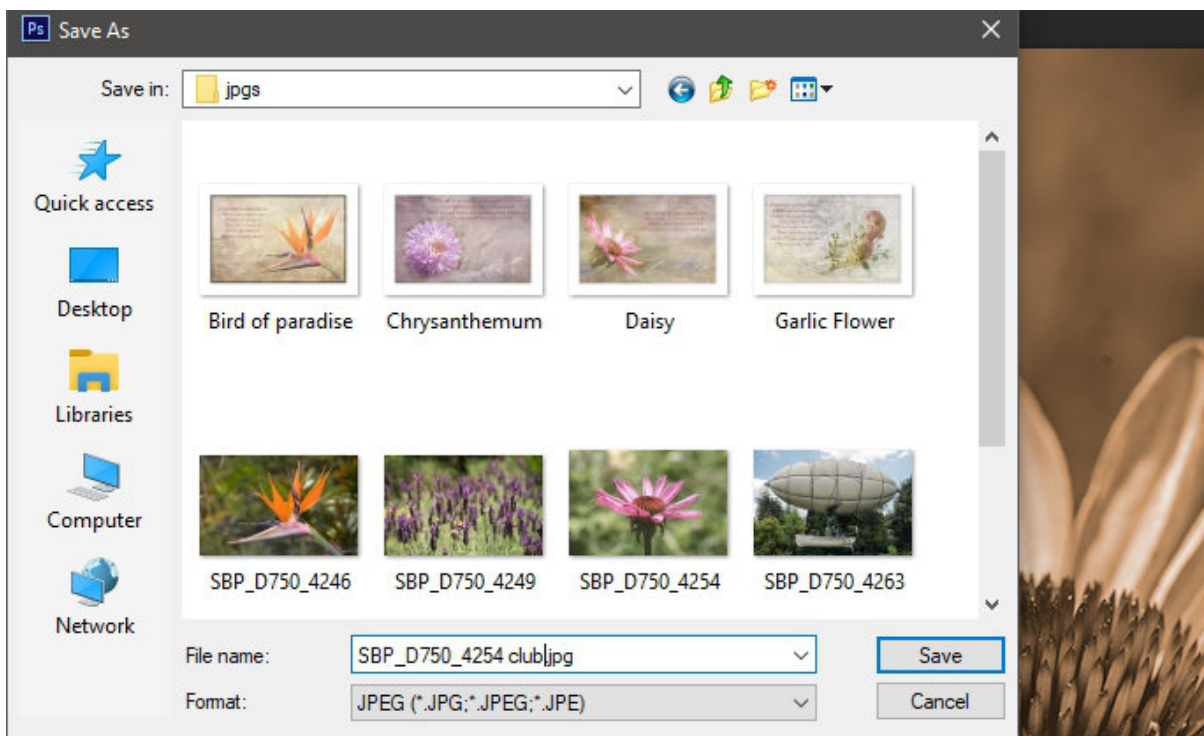 Ps Save As
Save in: jpgs
Quick access
Desktop
Libraries
Computer
Network
Bird of paradise Chrysanthemum Daisy Garlic Flower
SBP_D750_4246 SBP_D750_4249 SBP_D750_4254 SBP_D750_4263
File name: SBP_D750_4254 club.jpg Save
Format: JPEG (*.JPG;*.JPEG;*.JPE) Cancel